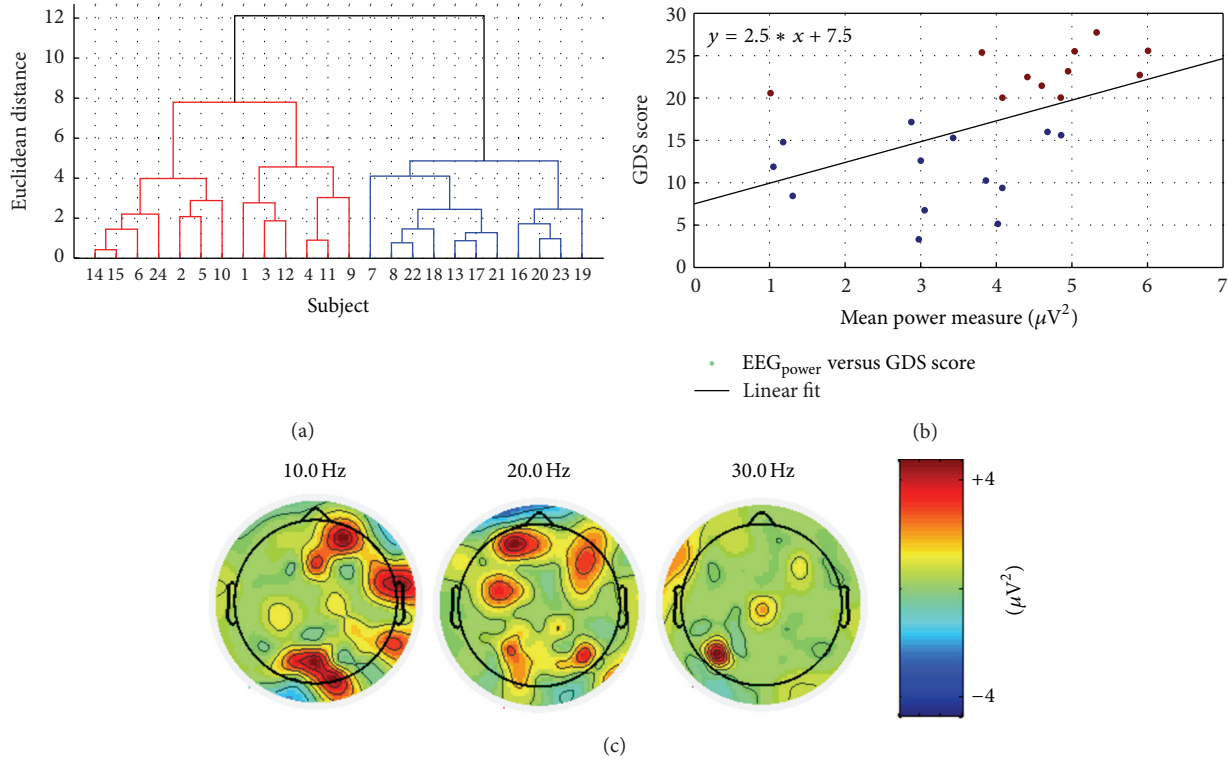 12
10
8
6
4
2
0
Euclidean distance
14 15 6 24 2 5 10 1 3 12 4 11 9 7 8 22 18 13 17 21 16 20 23 19
Subject
(a)
30
25
20
15
10
5
0
GDS score
y = 2.5 * x + 7.5
0 1 2 3 4 5 6 7
Mean power measure (μV²)
EEG_power versus GDS score
Linear fit
(b)
10.0 Hz
20.0 Hz
30.0 Hz
+4
(μV²)
−4
(c)